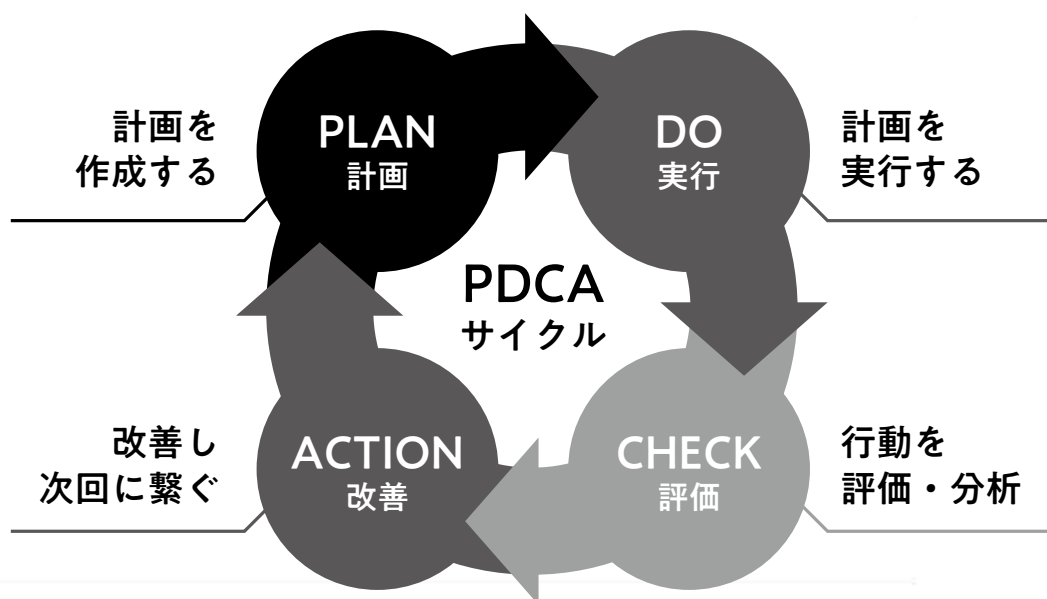 計画を
作成する
PLAN
計画
DO
実行
計画を
実行する
PDCA
サイクル
改善し
次回に繋ぐ
ACTION
改善
CHECK
評価
行動を
評価・分析